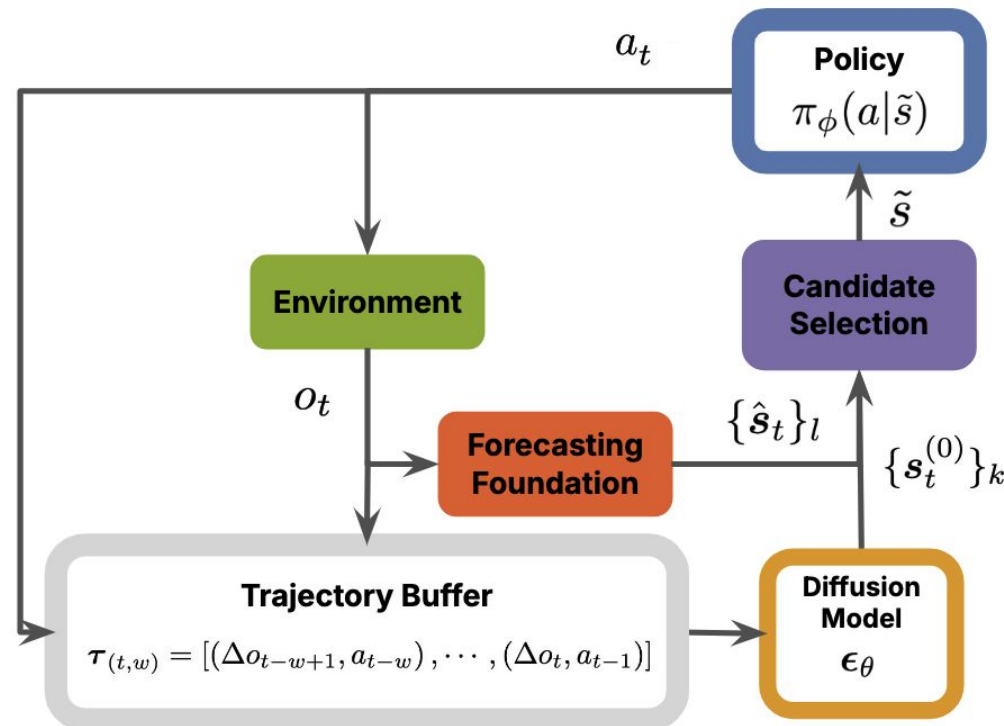 a_t
Policy
π_ϕ(a|s̃)
s̃
Environment
Candidate
Selection
o_t
Forecasting
Foundation
{ŝ_t}_l
{s_t^{(0)}}_k
Trajectory Buffer
τ_{(t,w)} = [(Δo_{t−w+1}, a_{t−w}), ⋯, (Δo_t, a_{t−1})]
Diffusion
Model
ϵ_θ